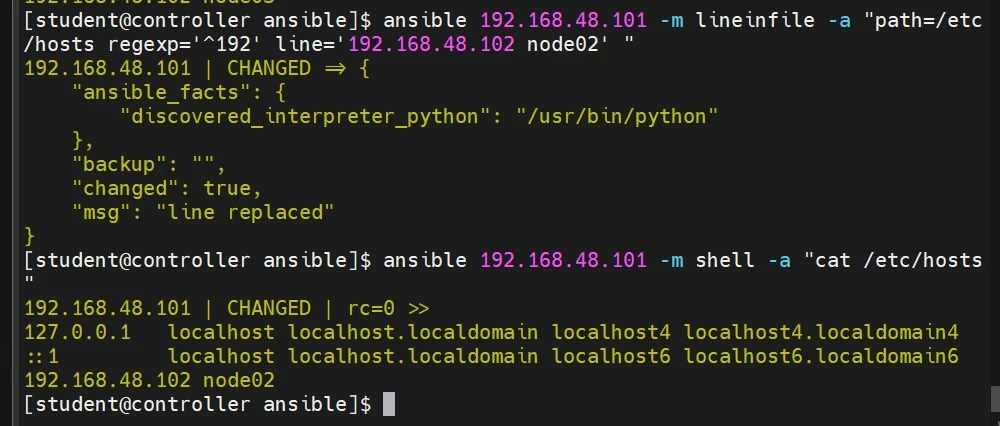 [student@controller ansible]$ ansible 192.168.48.101 -m lineinfile -a "path=/etc
/hosts regexp='^192' line='192.168.48.102 node02' "
192.168.48.101 | CHANGED => {
    "ansible_facts": {
        "discovered_interpreter_python": "/usr/bin/python"
    },
    "backup": "",
    "changed": true,
    "msg": "line replaced"
}
[student@controller ansible]$ ansible 192.168.48.101 -m shell -a "cat /etc/hosts
"
192.168.48.101 | CHANGED | rc=0 >>
127.0.0.1   localhost localhost.localdomain localhost4 localhost4.localdomain4
::1         localhost localhost.localdomain localhost6 localhost6.localdomain6
192.168.48.102 node02
[student@controller ansible]$